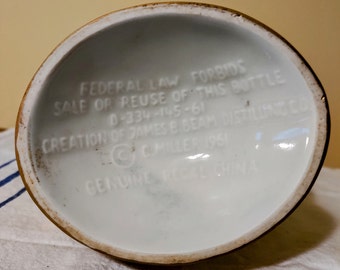 FEDERAL LAW FORBIDS
SALE OR REUSE OF THIS BOTTLE
D-334-145-61
CREATION OF JAMES B. BEAM DISTILLING CO
© C. MILLER 1961
GENUINE REGAL CHINA